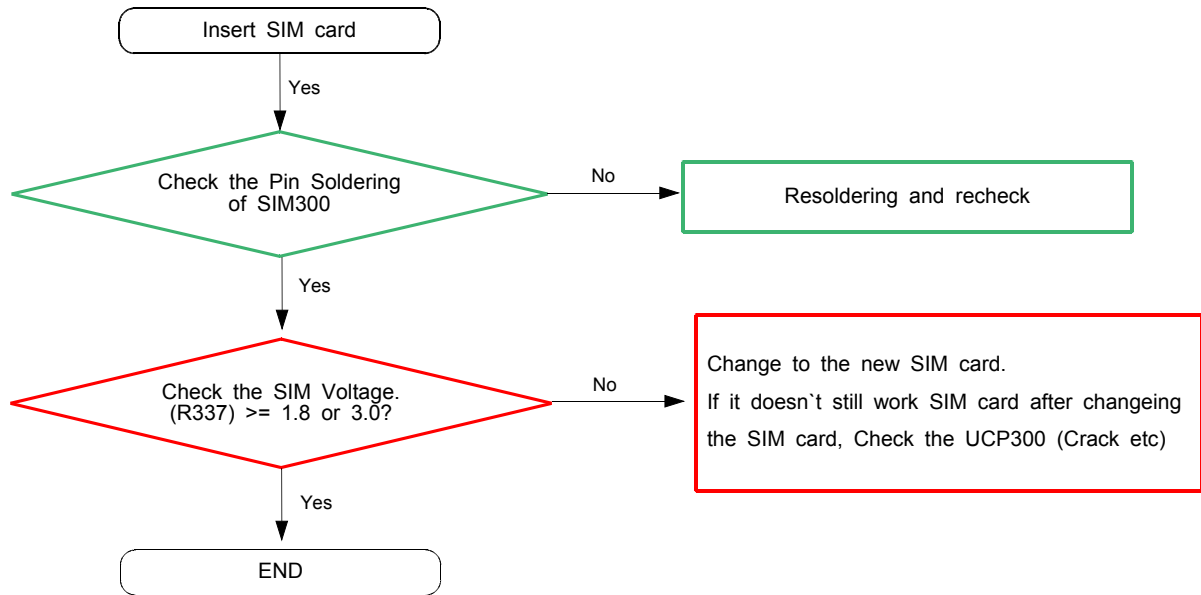 Insert SIM card
Yes
Check the Pin Soldering
of SIM300
No
Resoldering and recheck
Yes
Check the SIM Voltage.
(R337) >= 1.8 or 3.0?
No
Change to the new SIM card.
If it doesn`t still work SIM card after changeing
the SIM card, Check the UCP300 (Crack etc)
Yes
END